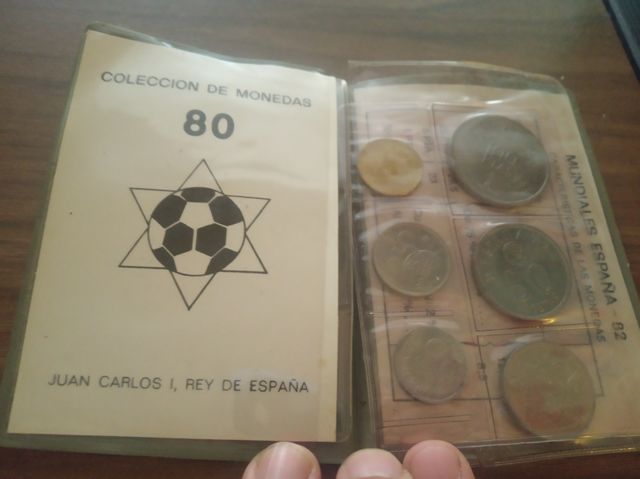 COLECCION DE MONEDAS
80
JUAN CARLOS I, REY DE ESPAÑA
MUNDIALES ESPAÑA - 82
CARACTERISTICAS DE LAS MONEDAS